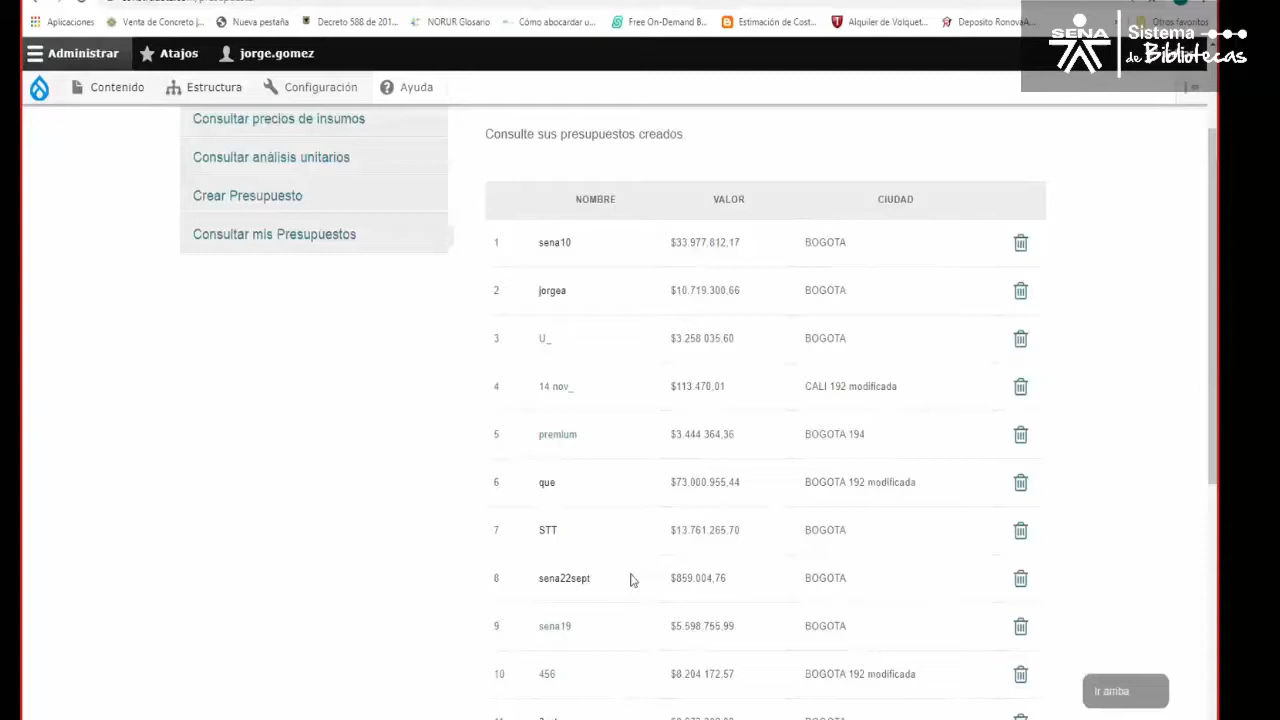 Aplicaciones Venta de Concreto (... Nueva pestaña Decreto 588 de 201... NORUR Glosario Cómo abocardar u... Free On-Demand B... Estimación de Cost... Alquiler de Volquet... Deposito RenovaA... Otros favoritos
SENA Sistema de Bibliotecas
Administrar Atajos jorge.gomez
Contenido Estructura Configuración Ayuda
Consultar precios de insumos
Consultar análisis unitarios
Crear Presupuesto
Consultar mis Presupuestos
Consulte sus presupuestos creados
NOMBRE VALOR CIUDAD
1 sena10 $33.977.812,17 BOGOTA
2 jorgea $10.719.300,66 BOGOTA
3 U_ $3.258 035,60 BOGOTA
4 14 nov_ $113.470,01 CALI 192 modificada
5 premium $3.444 364,36 BOGOTA 194
6 que $73.000.955,44 BOGOTA 192 modificada
7 STT $13.761.265,70 BOGOTA
8 sena22sept $859.004,76 BOGOTA
9 sena19 $5.598 755,99 BOGOTA
10 456 $8.204 172,57 BOGOTA 192 modificada
Ir arriba